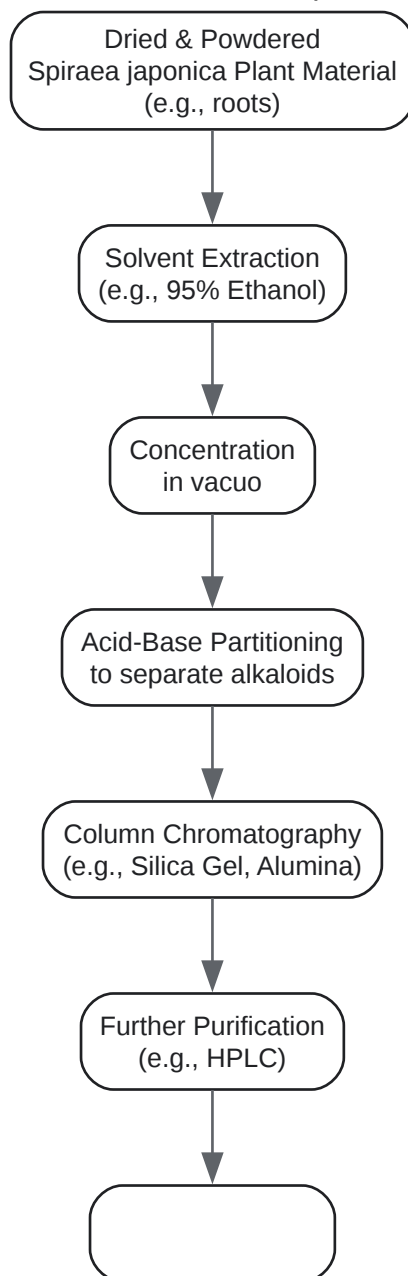 Dried & Powdered
Spiraea japonica Plant Material
(e.g., roots)
Solvent Extraction
(e.g., 95% Ethanol)
Concentration
in vacuo
Acid-Base Partitioning
to separate alkaloids
Column Chromatography
(e.g., Silica Gel, Alumina)
Further Purification
(e.g., HPLC)